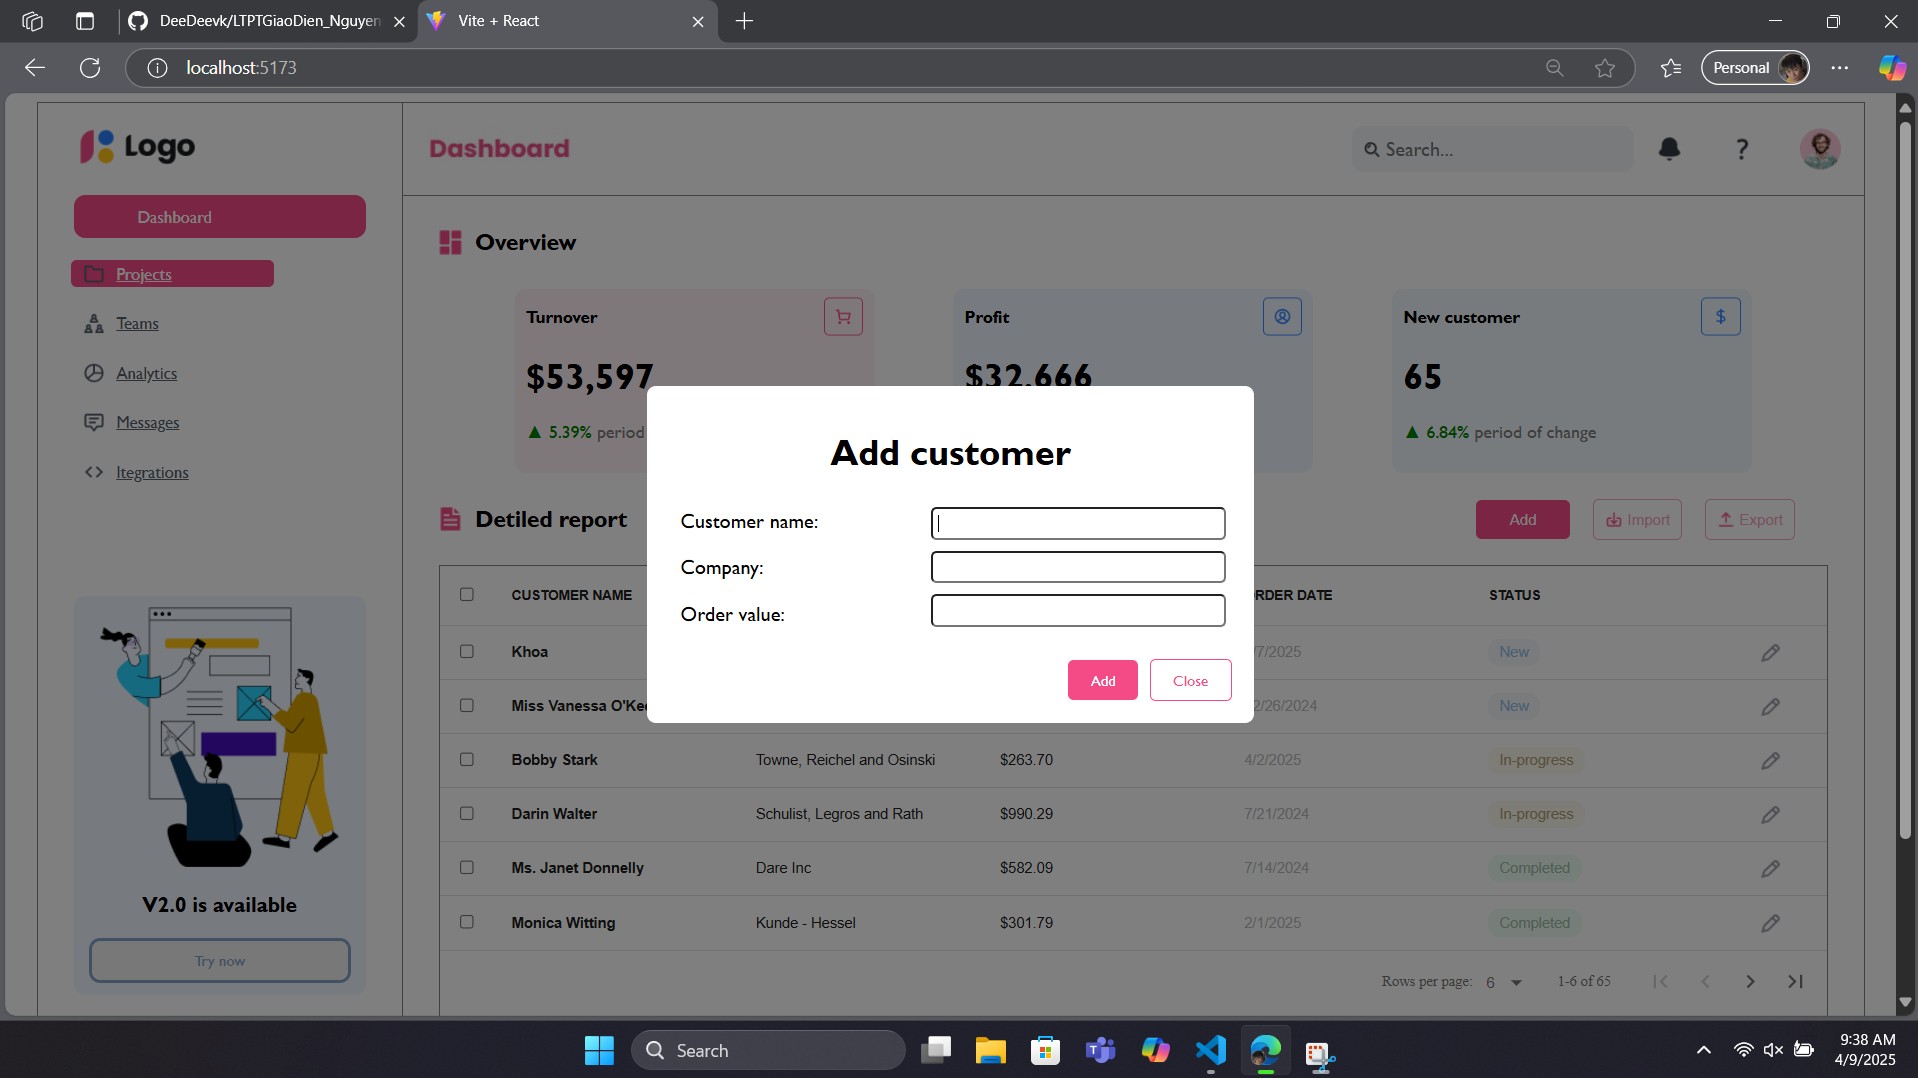 DeeDeevk/LTPTGiaoDien_Nguyen
Vite + React
localhost:5173
Personal
Logo
Dashboard
Search...
?
Dashboard
Projects
Teams
Analytics
Messages
Itegrations
Overview
Turnover
$53,597
▲ 5.39% period
Profit
$32,666
New customer
$
65
▲ 6.84% period of change
Detiled report
Add
Import
Export
Add customer
Customer name:
Company:
Order value:
Add
Close
CUSTOMER NAME
RDER DATE
STATUS
Khoa
/7/2025
New
Miss Vanessa O'Ke
2/26/2024
New
Bobby Stark
Towne, Reichel and Osinski
$263.70
4/2/2025
In-progress
Darin Walter
Schulist, Legros and Rath
$990.29
7/21/2024
In-progress
Ms. Janet Donnelly
Dare Inc
$582.09
7/14/2024
Completed
Monica Witting
Kunde - Hessel
$301.79
2/1/2025
Completed
Rows per page: 6
1-6 of 65
V2.0 is available
Try now
Search
9:38 AM
4/9/2025